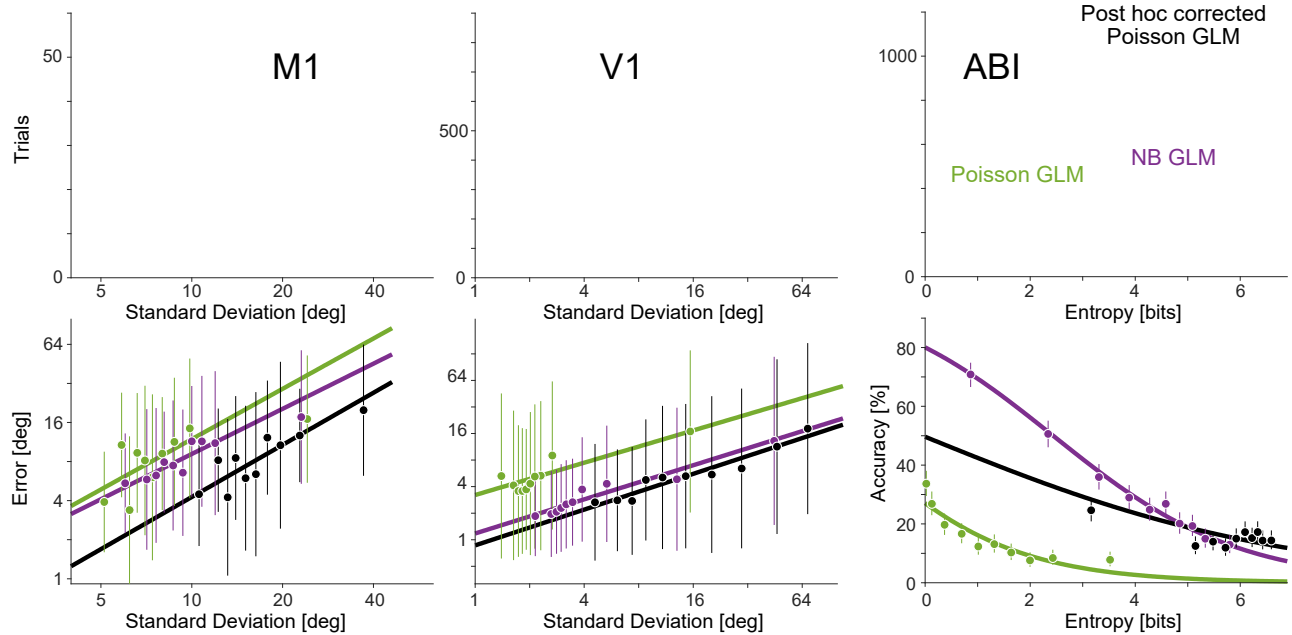 Post hoc corrected
Poisson GLM
M1
V1
ABI
50
0
Trials
500
0
1000
0
NB GLM
Poisson GLM
5 10 20 40
Standard Deviation [deg]
1 4 16 64
Standard Deviation [deg]
0 2 4 6
Entropy [bits]
64
16
4
1
Error [deg]
64
16
4
1
80
60
40
20
0
Accuracy [%]
5 10 20 40
Standard Deviation [deg]
1 4 16 64
Standard Deviation [deg]
0 2 4 6
Entropy [bits]